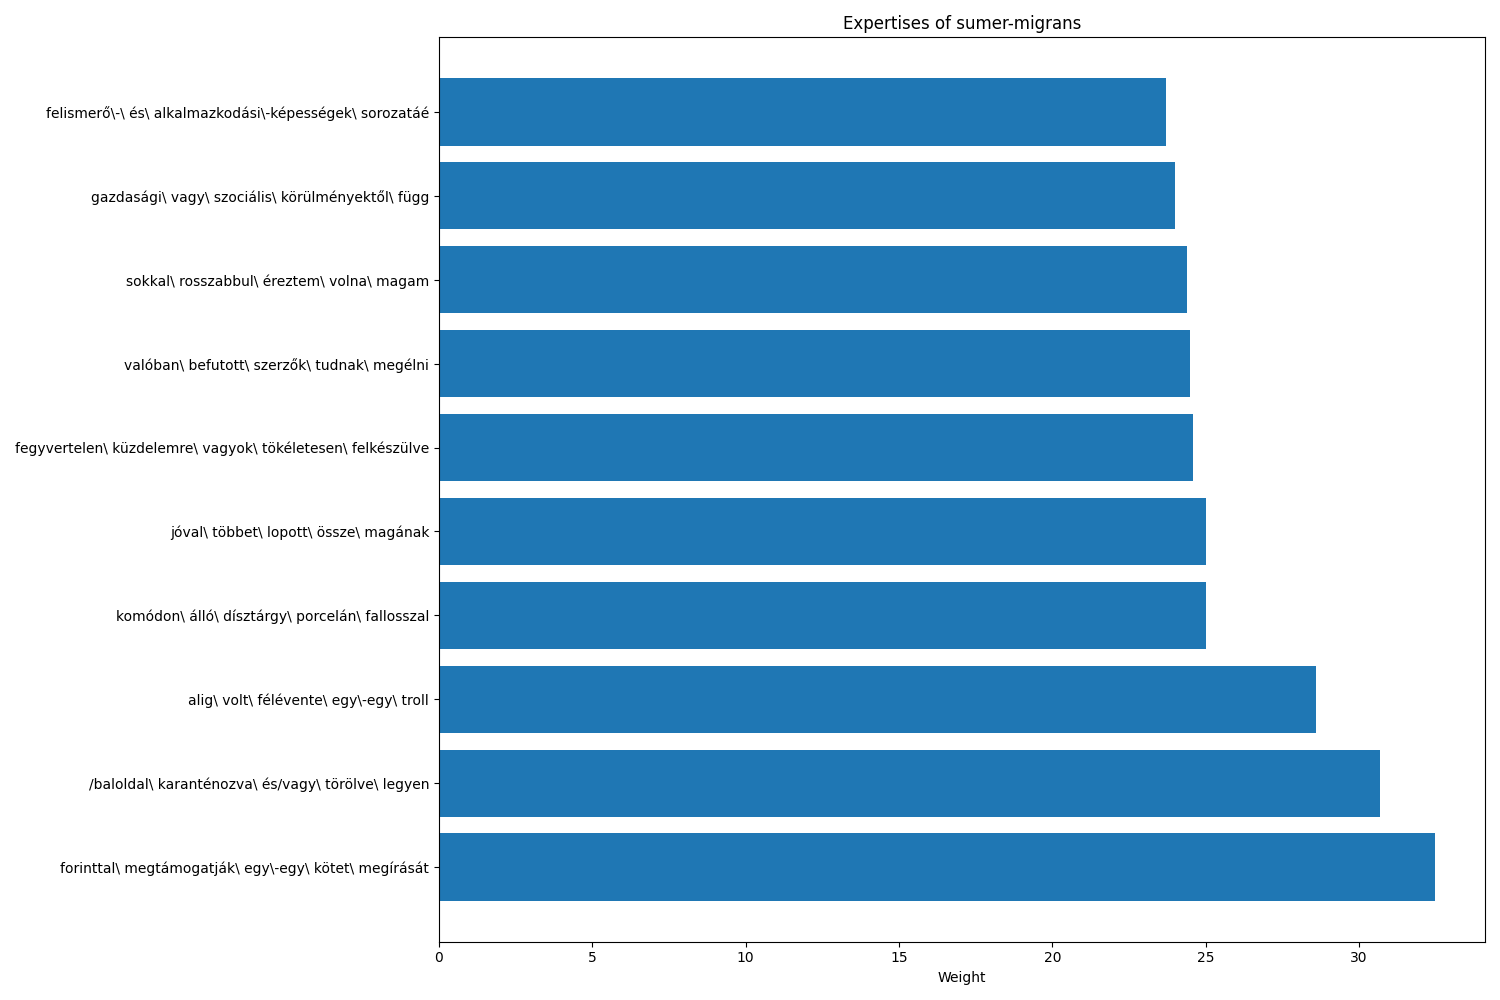 Expertises of sumer-migrans
felismerő\-\ és\ alkalmazkodási\-képességek\ sorozatáé
gazdasági\ vagy\ szociális\ körülményektől\ függ
sokkal\ rosszabbul\ éreztem\ volna\ magam
valóban\ befutott\ szerzők\ tudnak\ megélni
fegyvertelen\ küzdelemre\ vagyok\ tökéletesen\ felkészülve
jóval\ többet\ lopott\ össze\ magának
komódon\ álló\ dísztárgy\ porcelán\ fallosszal
alig\ volt\ félévente\ egy\-egy\ troll
/baloldal\ karanténozva\ és/vagy\ törölve\ legyen
forinttal\ megtámogatják\ egy\-egy\ kötet\ megírását
0 5 10 15 20 25 30
Weight